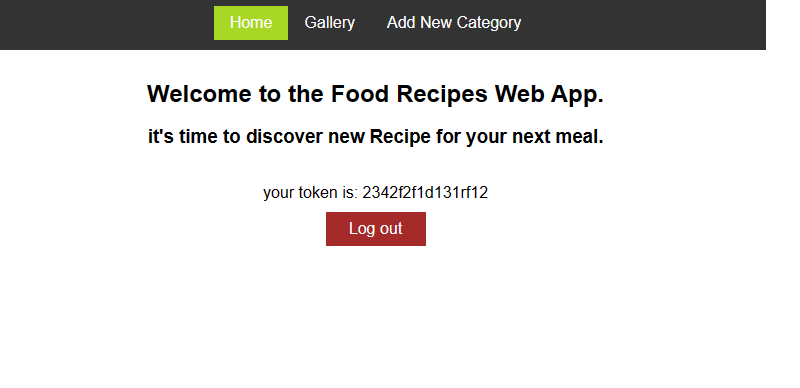 Home Gallery Add New Category
Welcome to the Food Recipes Web App.
it's time to discover new Recipe for your next meal.
your token is: 2342f2f1d131rf12
Log out